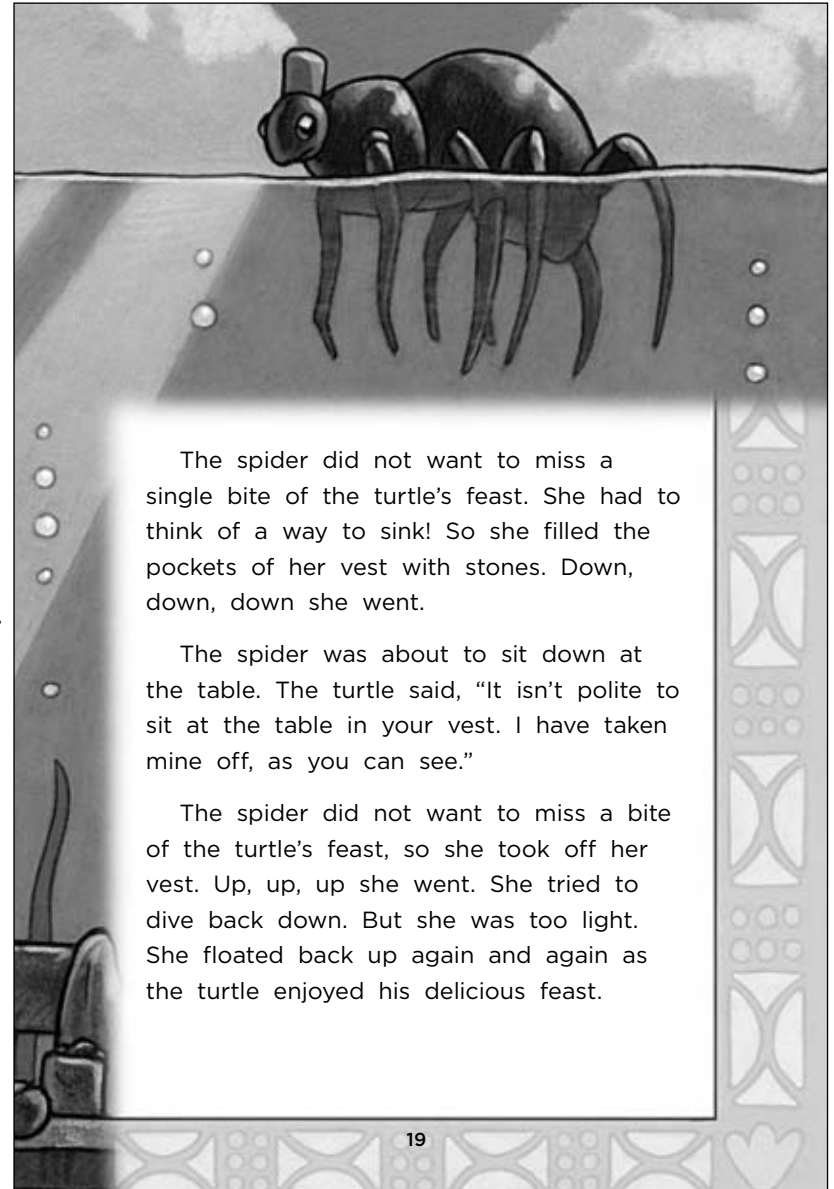 The spider did not want to miss a
single bite of the turtle’s feast. She had to
think of a way to sink! So she filled the
pockets of her vest with stones. Down,
down, down she went.
The spider was about to sit down at
the table. The turtle said, “It isn’t polite to
sit at the table in your vest. I have taken
mine off, as you can see.”
The spider did not want to miss a bite
of the turtle’s feast, so she took off her
vest. Up, up, up she went. She tried to
dive back down. But she was too light.
She floated back up again and again as
the turtle enjoyed his delicious feast.
19